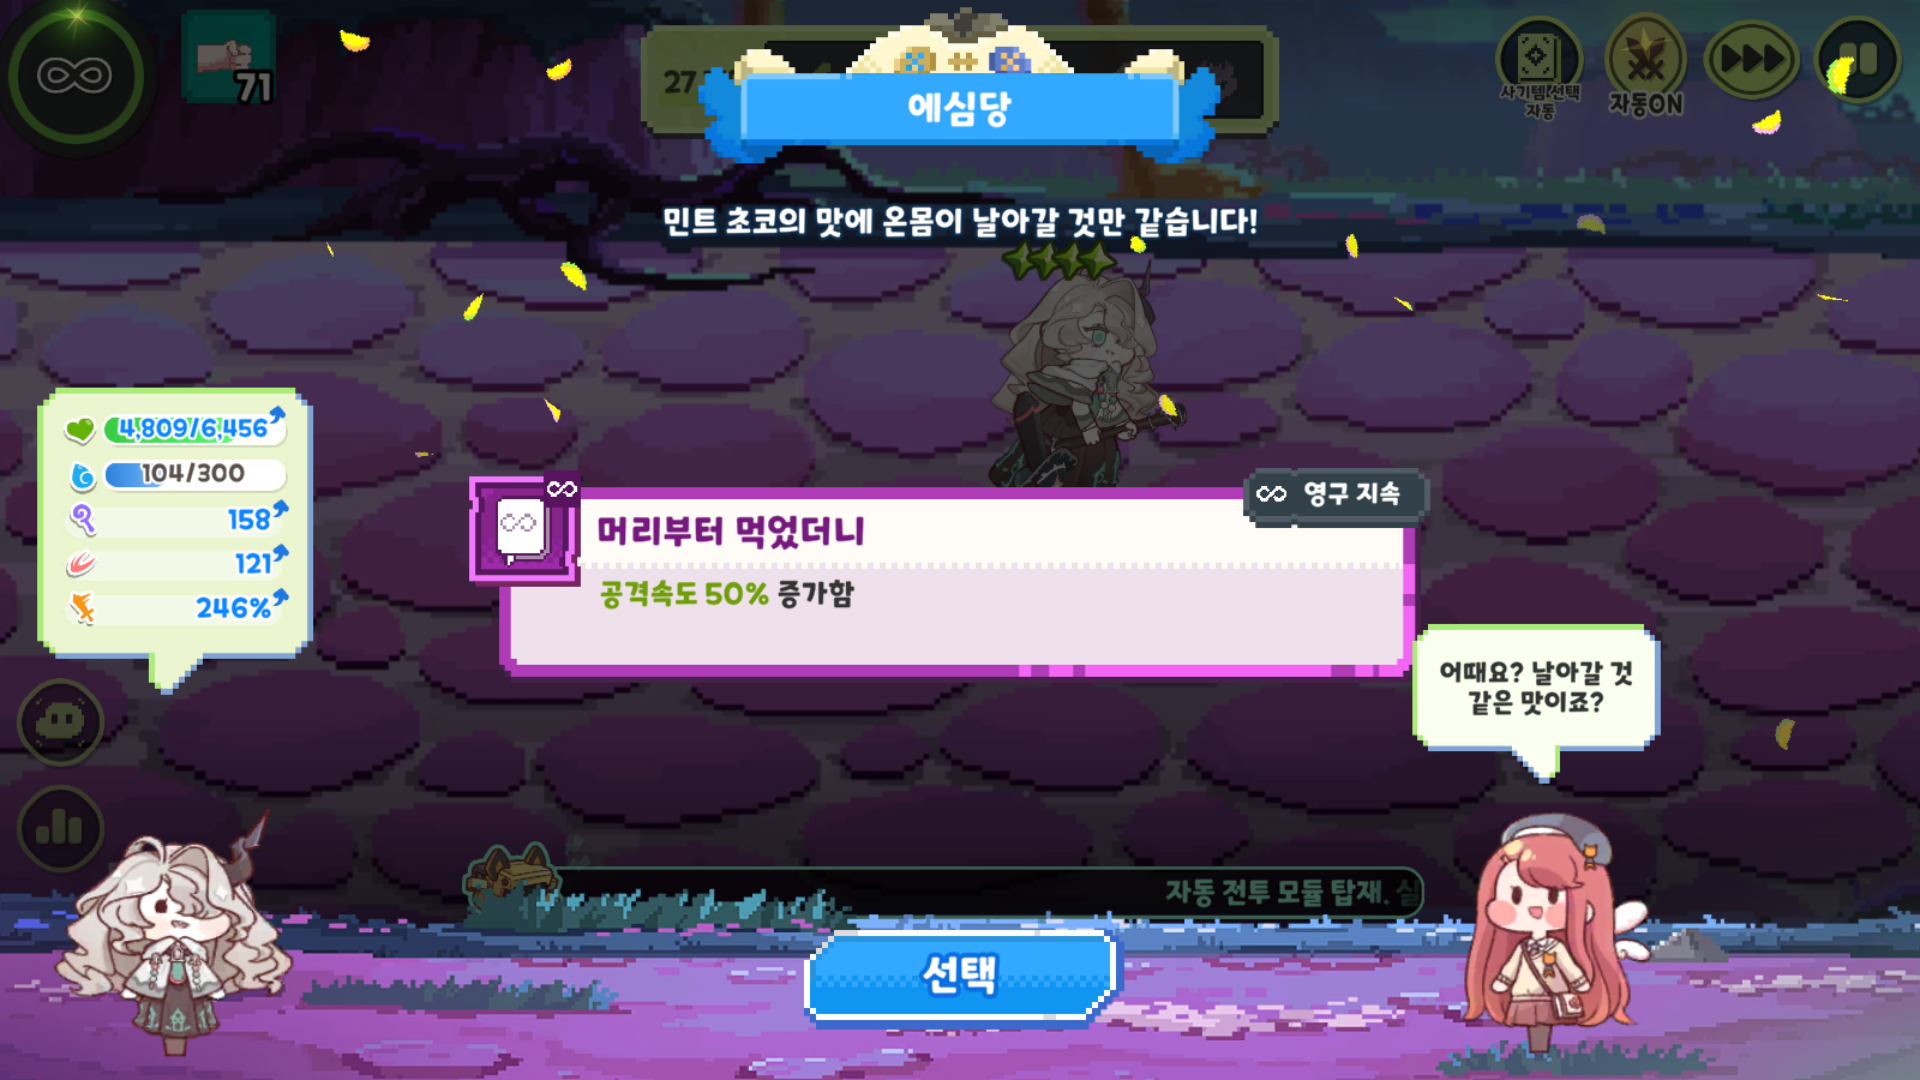 71
27
에심당
사기템선택
자동
자동ON
민트 초코의 맛에 온몸이 날아갈 것만 같습니다!
4,809/6,456
104/300
158
121
246%
영구 지속
머리부터 먹었더니
공격속도 50% 증가함
어때요? 날아갈 것
같은 맛이죠?
자동 전투 모듈 탑재.
선택